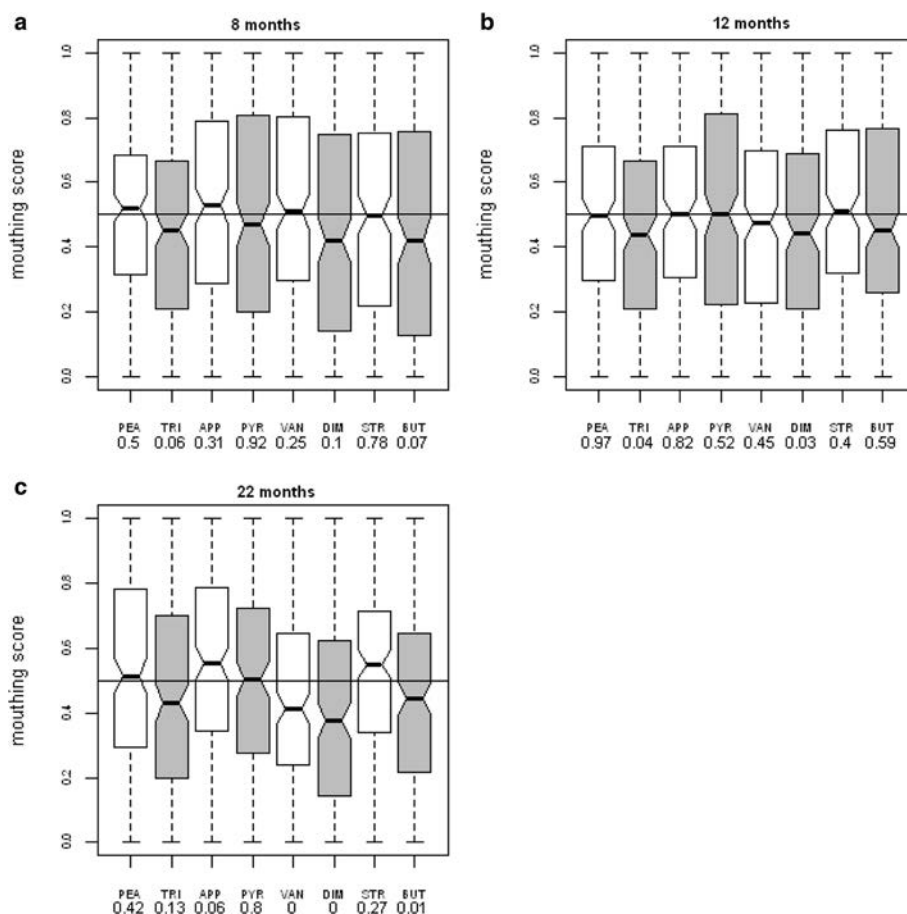 a
8 months
mouthing score
1.0
0.8
0.6
0.4
0.2
0.0
PEA TRI APP PYR VAN DIM STR BUT
0.5 0.06 0.31 0.92 0.25 0.1 0.78 0.07
b
12 months
mouthing score
1.0
0.8
0.6
0.4
0.2
0.0
PEA TRI APP PYR VAN DIM STR BUT
0.97 0.04 0.82 0.52 0.45 0.03 0.4 0.59
c
22 months
mouthing score
1.0
0.8
0.6
0.4
0.2
0.0
PEA TRI APP PYR VAN DIM STR BUT
0.42 0.13 0.06 0.8 0 0 0.27 0.01